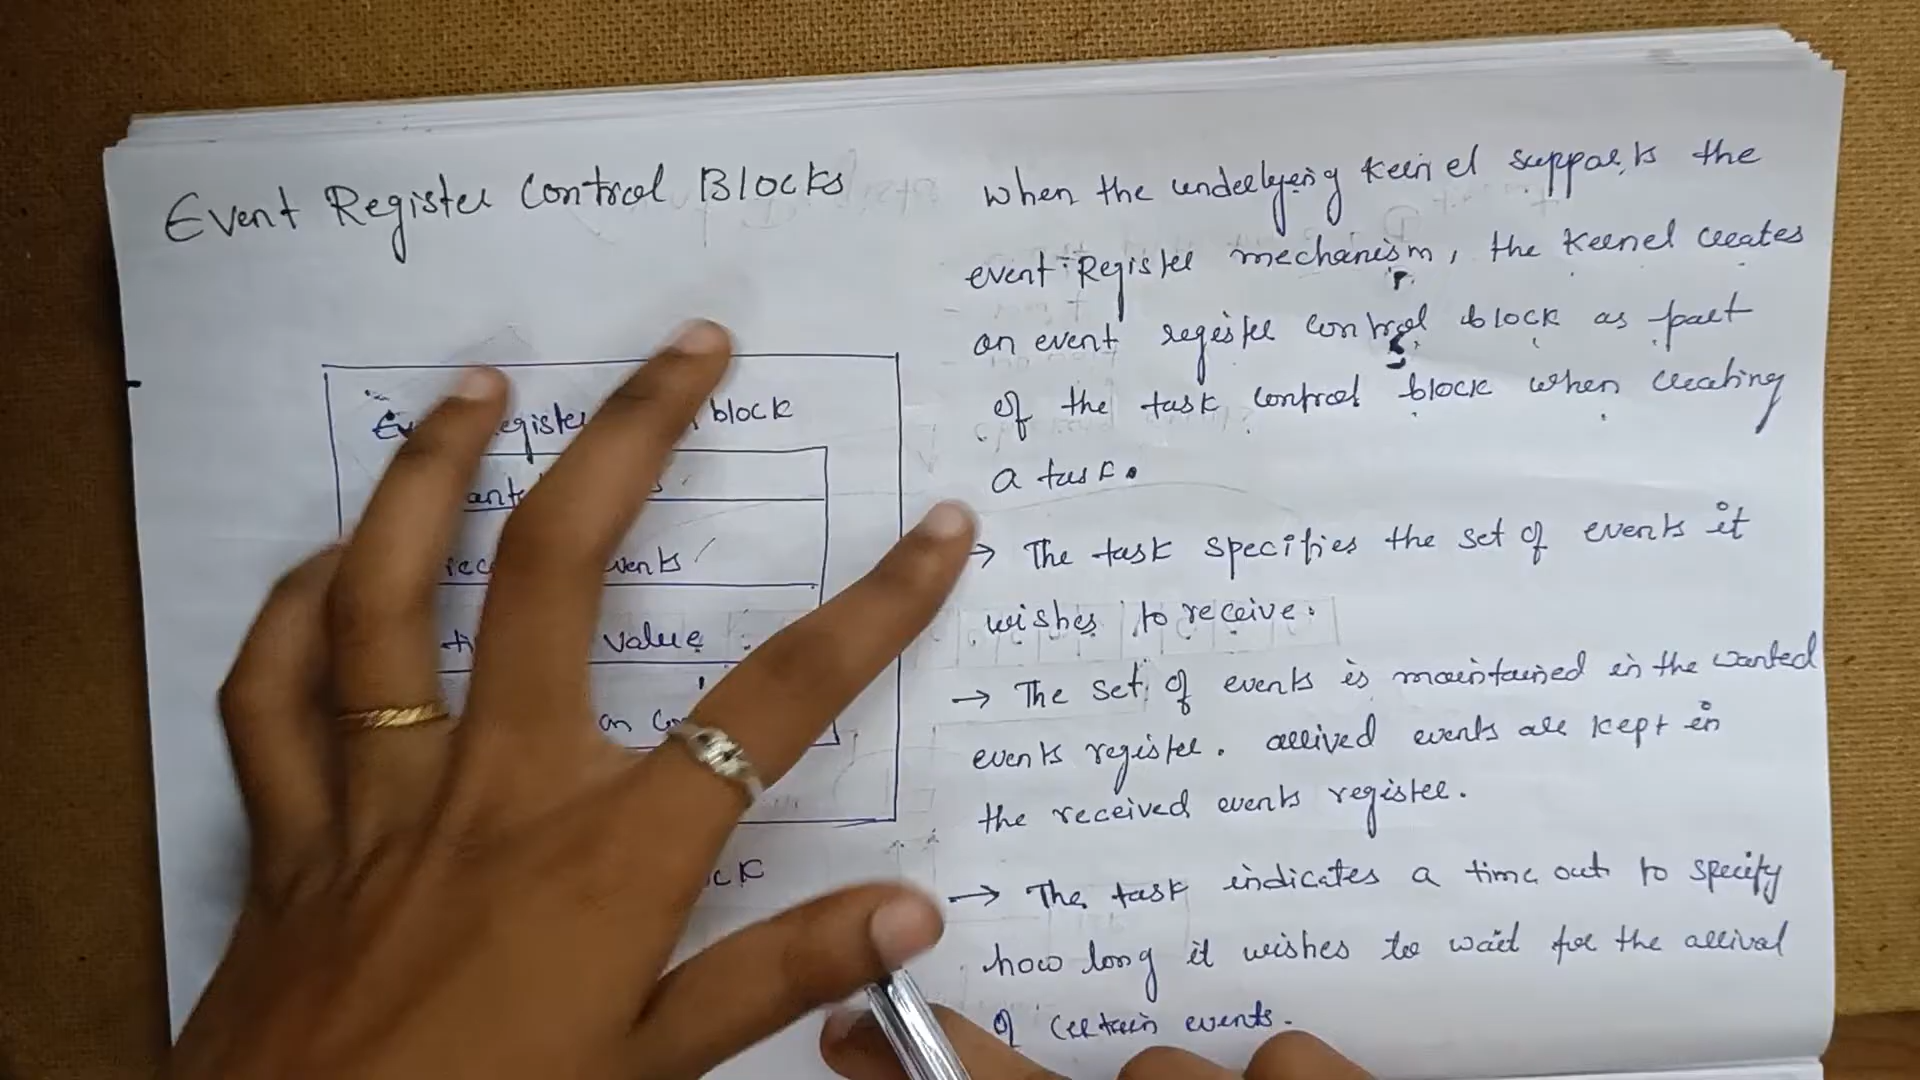 Event Register Control Blocks
block
events
value
When the underlying kernel supports the
event Register mechanism, the kernel creates
an event register control block as part
of the task control block when creating
a task.
→ The task specifies the set of events it
wishes to receive.
→ The set of events is maintained in the wanted
events register. arrived events are kept in
the received events register.
→ The task indicates a time out to specify
how long it wishes to wait for the arrival
of certain events.